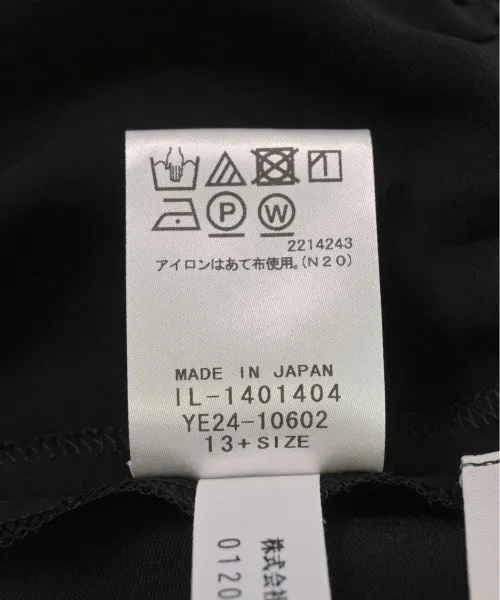 P W
2214243
アイロンはあて布使用。(N20)
MADE IN JAPAN
IL-1401404
YE24-10602
13+SIZE
株式会社
0120